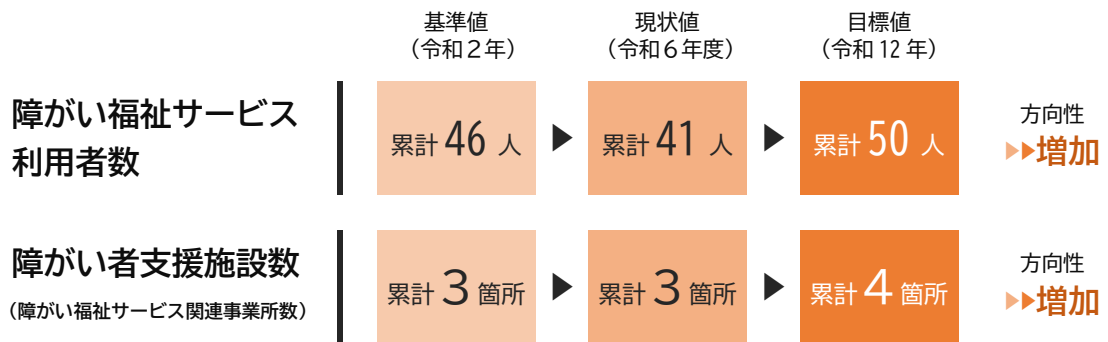 基準値
（令和２年）
現状値
（令和６年度）
目標値
（令和 12 年）
障がい福祉サービス
利用者数
累計 46 人
▶
累計 41 人
▶
累計 50 人
方向性
▶▶増加
障がい者支援施設数
（障がい福祉サービス関連事業所数）
累計 3 箇所
▶
累計 3 箇所
▶
累計 4 箇所
方向性
▶▶増加